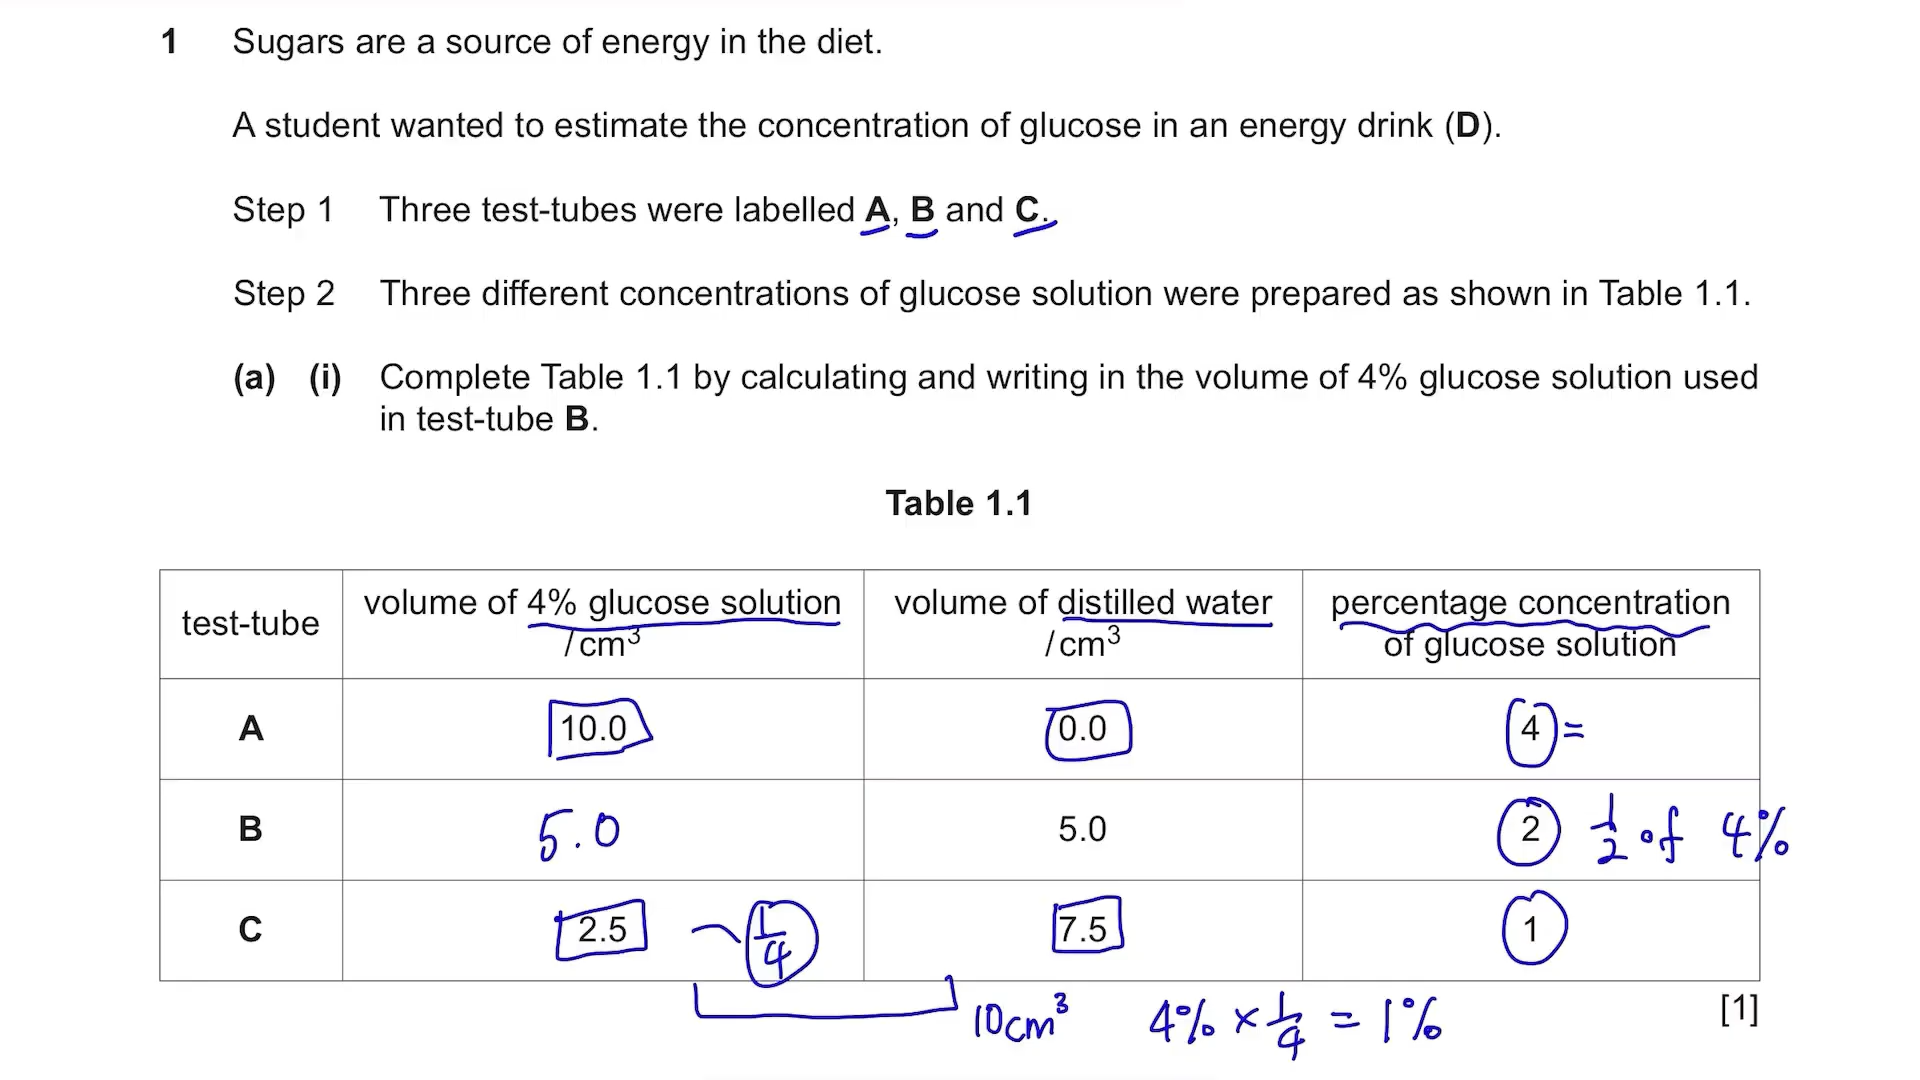 1 Sugars are a source of energy in the diet.
A student wanted to estimate the concentration of glucose in an energy drink (D).
Step 1 Three test-tubes were labelled A, B and C.
Step 2 Three different concentrations of glucose solution were prepared as shown in Table 1.1.
(a) (i) Complete Table 1.1 by calculating and writing in the volume of 4% glucose solution used
in test-tube B.
Table 1.1
test-tube volume of 4% glucose solution /cm³ volume of distilled water /cm³ percentage concentration of glucose solution
A 10.0 0.0 4 =
B 5.0 5.0 2 1/2 of 4%
C 2.5 1/4 7.5 1
10cm³ 4% × 1/4 = 1% [1]